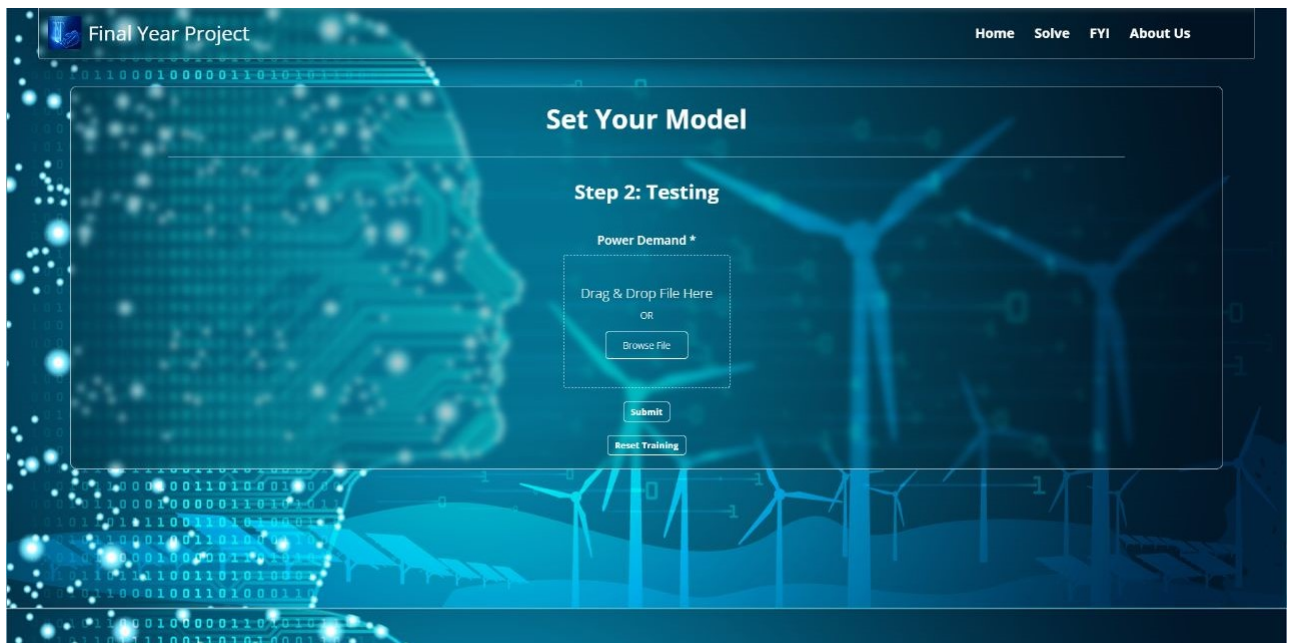 Final Year Project
Home Solve FYI About Us
Set Your Model
Step 2: Testing
Power Demand *
Drag & Drop File Here
OR
Browse File
Submit
Reset Training